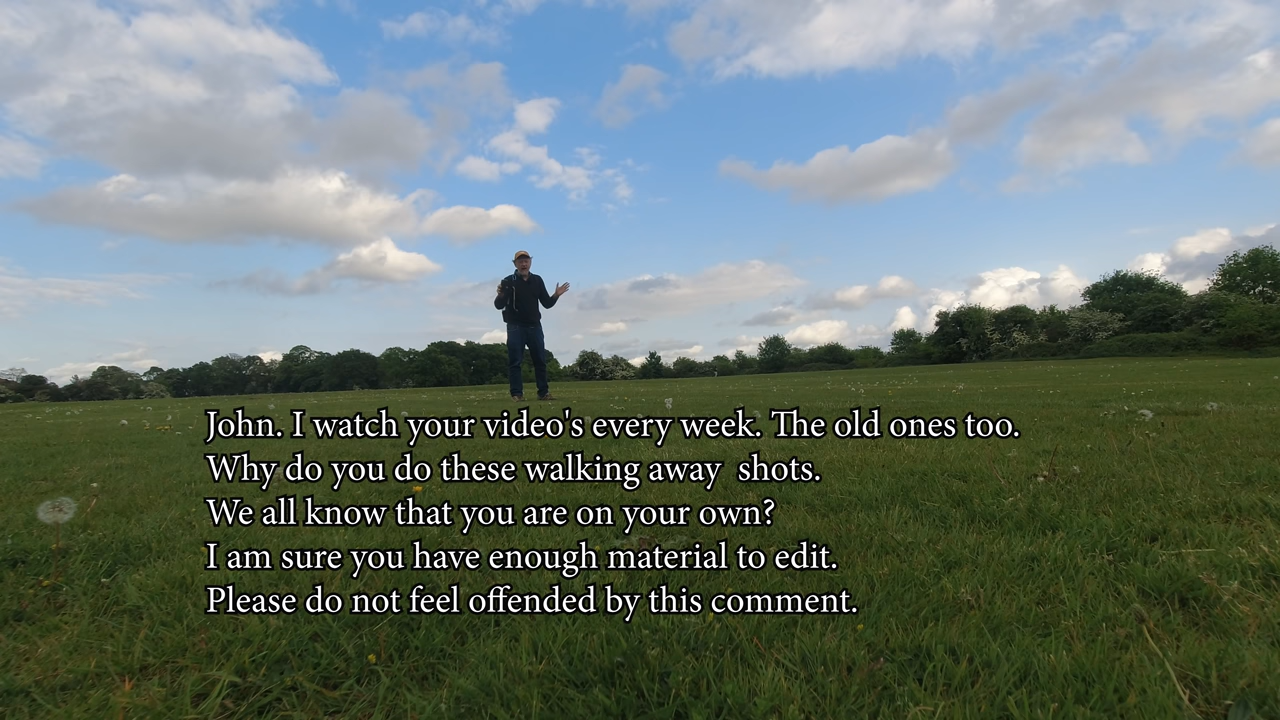 John. I watch your video's every week. The old ones too.
Why do you do these walking away  shots.
We all know that you are on your own?
I am sure you have enough material to edit.
Please do not feel offended by this comment.